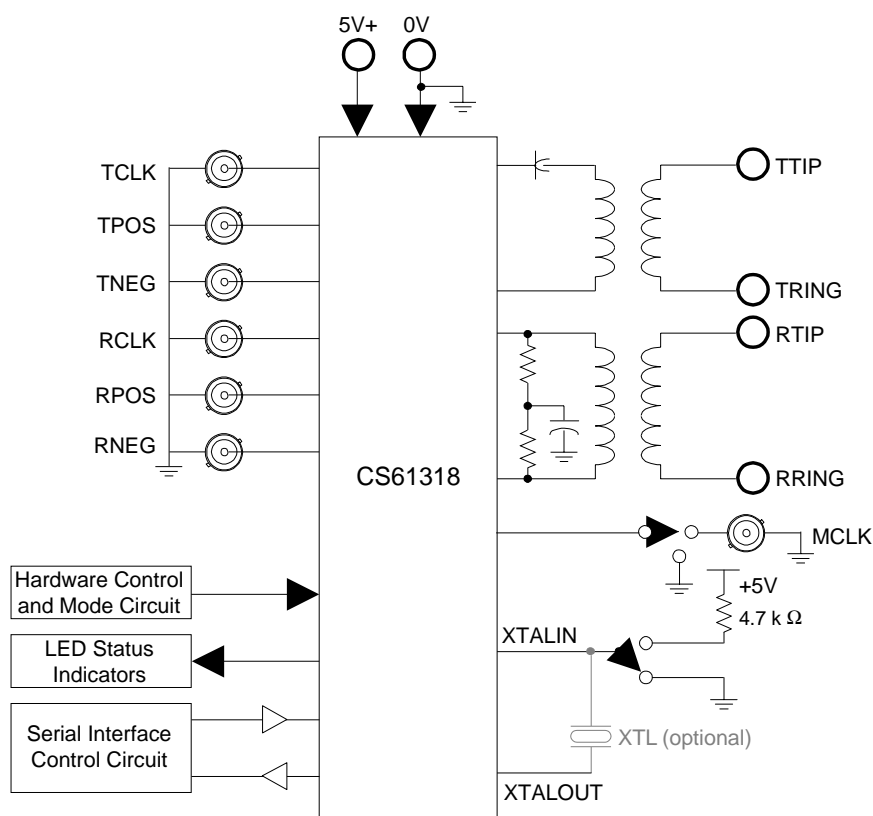 5V+ 0V
TCLK
TPOS
TNEG
RCLK
RPOS
RNEG
CS61318
TTIP
TRING
RTIP
RRING
MCLK
+5V
4.7 k Ω
XTALIN
XTL (optional)
XTALOUT
Hardware Control
and Mode Circuit
LED Status
Indicators
Serial Interface
Control Circuit